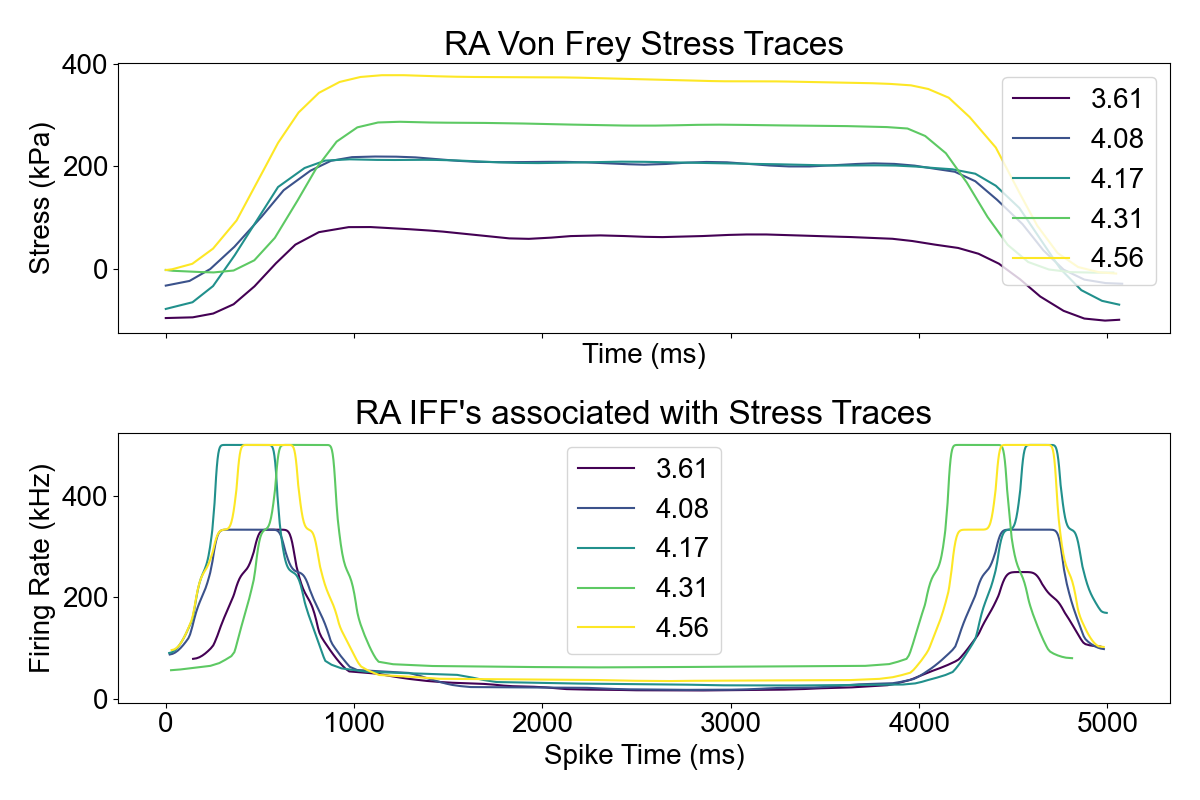 RA Von Frey Stress Traces
400
200
0
Stress (kPa)
3.61
4.08
4.17
4.31
4.56
Time (ms)
RA IFF's associated with Stress Traces
400
200
0
Firing Rate (kHz)
3.61
4.08
4.17
4.31
4.56
0 1000 2000 3000 4000 5000
Spike Time (ms)